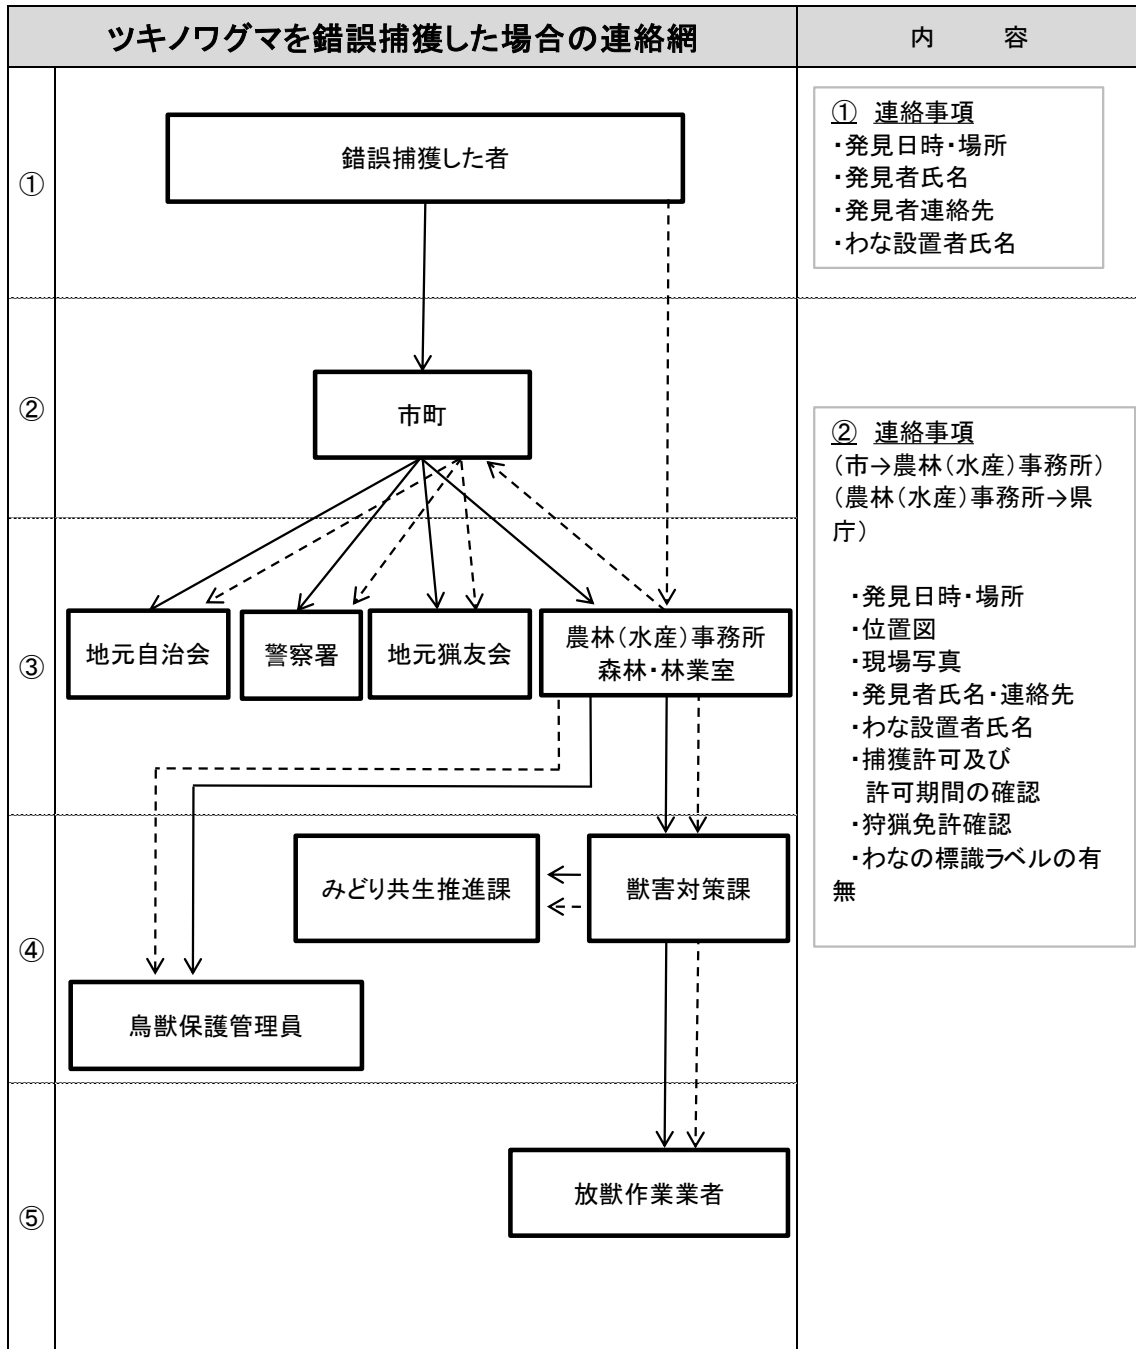 ツキノワグマを錯誤捕獲した場合の連絡網
内　容
①
錯誤捕獲した者
① 連絡事項
・発見日時・場所
・発見者氏名
・発見者連絡先
・わな設置者氏名
②
市町
② 連絡事項
（市→農林（水産）事務所）
（農林（水産）事務所→県
庁）
・発見日時・場所
・位置図
・現場写真
・発見者氏名・連絡先
・わな設置者氏名
・捕獲許可及び
許可期間の確認
・狩猟免許確認
・わなの標識ラベルの有
無
③
地元自治会
警察署
地元猟友会
農林（水産）事務所
森林・林業室
④
みどり共生推進課
獣害対策課
鳥獣保護管理員
⑤
放獣作業業者